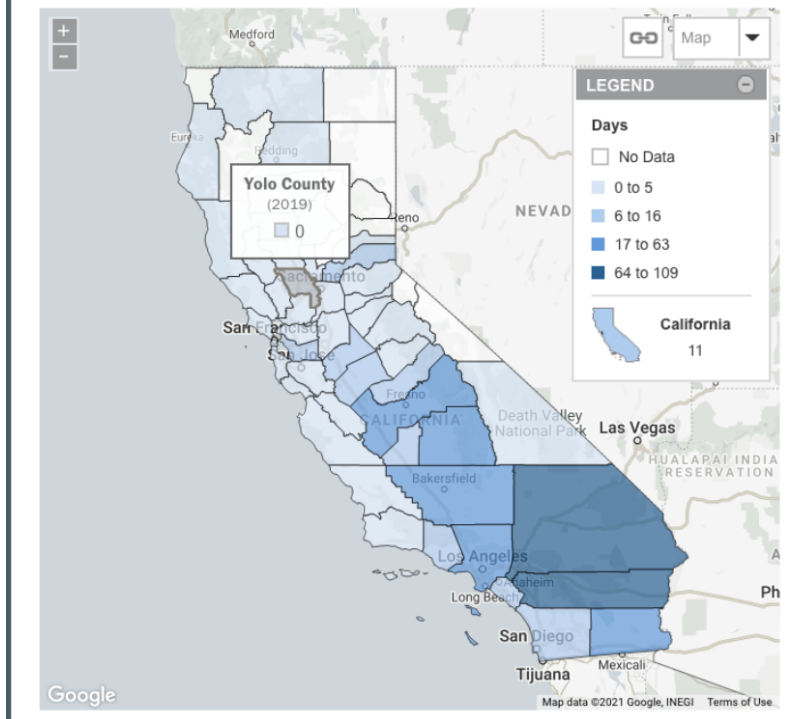 +
−
Medford
Twin Fall
Map
LEGEND
−
Days
No Data
0 to 5
6 to 16
17 to 63
64 to 109
California
11
Eureka
Redding
Yolo County
(2019)
0
NEVAD
Reno
Sacramento
San Francisco
San Jose
Fresno
CALIFORNIA
Death Valley
National Park
Las Vegas
HUALAPAI INDIA
RESERVATION
Bakersfield
Los Angeles
Anaheim
Long Beach
Ph
San Diego
Tijuana
Mexicali
Google
Map data ©2021 Google, INEGI Terms of Use